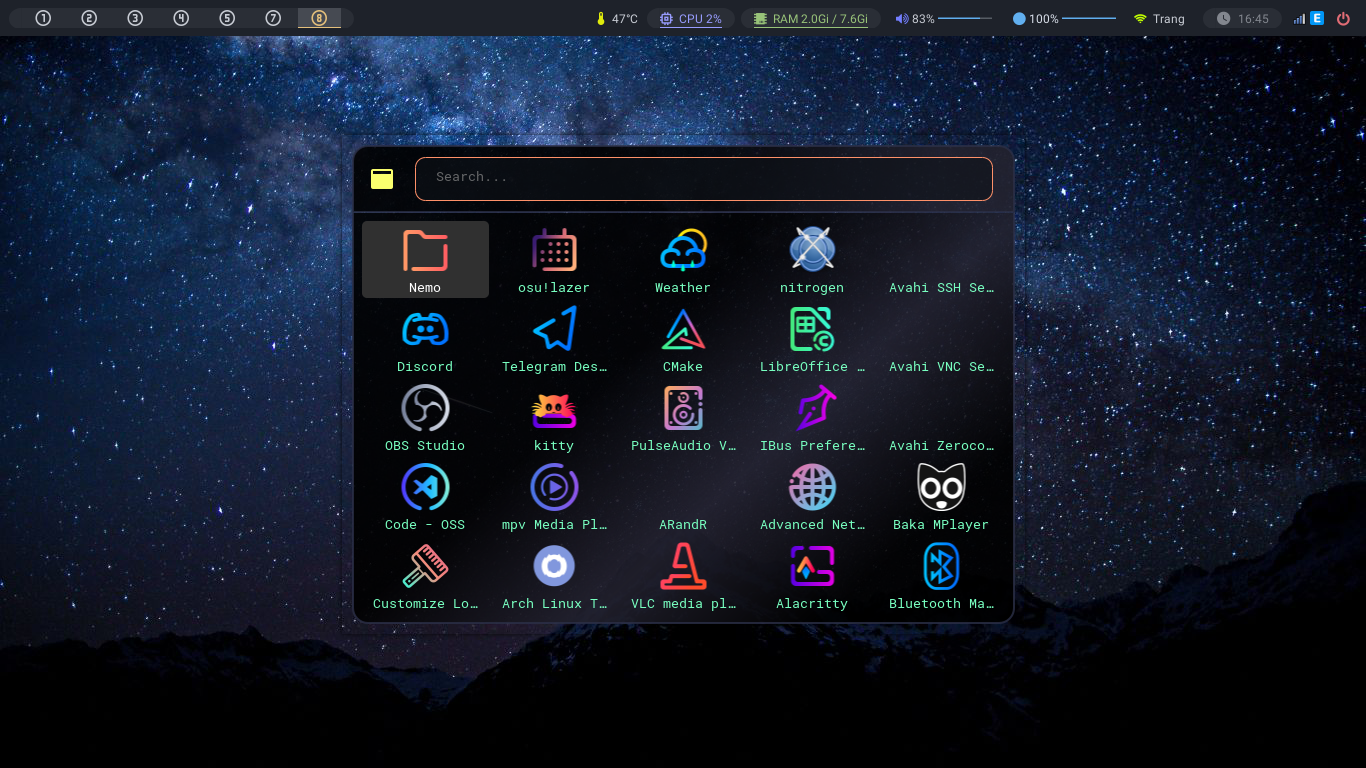 1 2 3 4 5 7 8 47°C CPU 2% RAM 2.0Gi / 7.6Gi 83% 100% Trang 16:45 E
Search...
Nemo osu!lazer Weather nitrogen Avahi SSH Se…
Discord Telegram Des… CMake LibreOffice … Avahi VNC Se…
OBS Studio kitty PulseAudio V… IBus Prefere… Avahi Zeroco…
Code - OSS mpv Media Pl… ARandR Advanced Net… Baka MPlayer
Customize Lo… Arch Linux T… VLC media pl… Alacritty Bluetooth Ma…